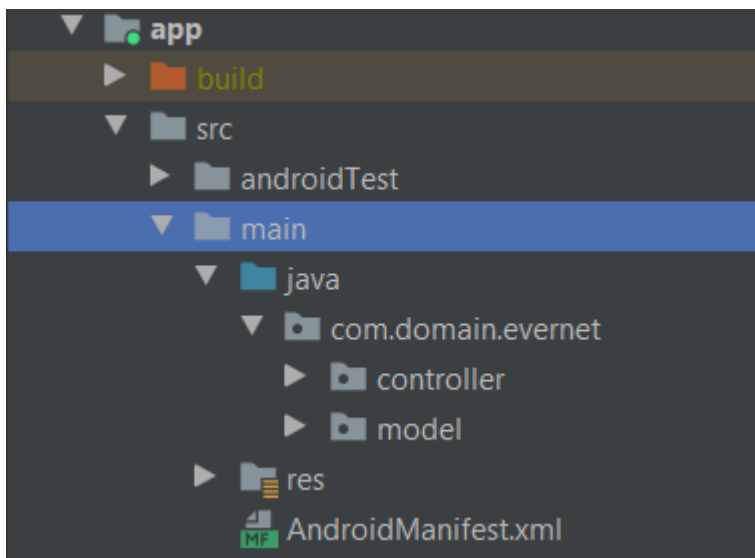 app
build
src
androidTest
main
java
com.domain.evernet
controller
model
res
MF AndroidManifest.xml